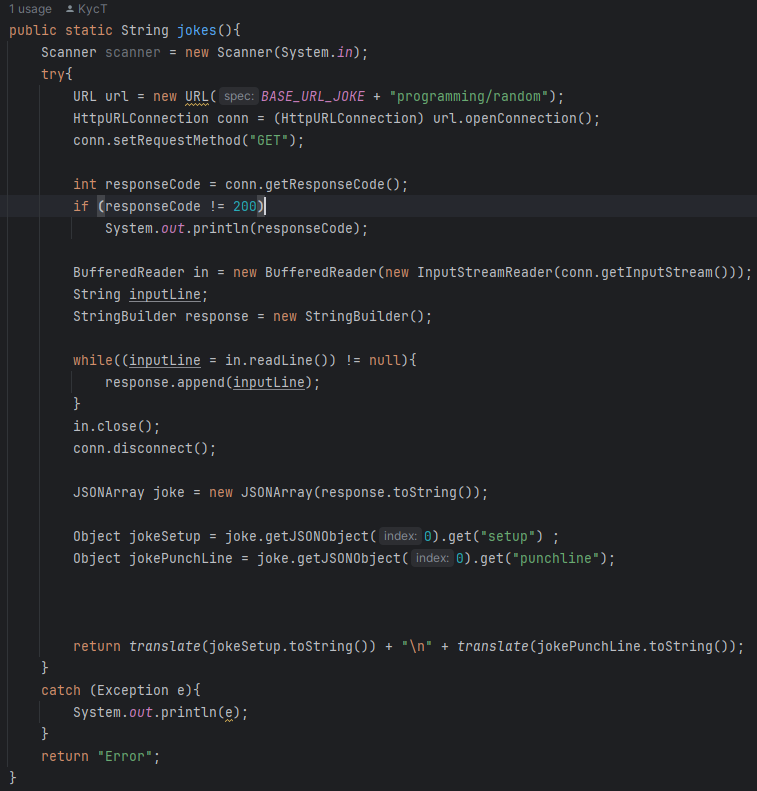 1 usage KycT
public static String jokes(){
    Scanner scanner = new Scanner(System.in);
    try{
        URL url = new URL( spec: BASE_URL_JOKE + "programming/random");
        HttpURLConnection conn = (HttpURLConnection) url.openConnection();
        conn.setRequestMethod("GET");
        int responseCode = conn.getResponseCode();
        if (responseCode != 200)
            System.out.println(responseCode);
        BufferedReader in = new BufferedReader(new InputStreamReader(conn.getInputStream()));
        String inputLine;
        StringBuilder response = new StringBuilder();
        while((inputLine = in.readLine()) != null){
            response.append(inputLine);
        }
        in.close();
        conn.disconnect();
        JSONArray joke = new JSONArray(response.toString());
        Object jokeSetup = joke.getJSONObject( index: 0).get("setup") ;
        Object jokePunchLine = joke.getJSONObject( index: 0).get("punchline");
        return translate(jokeSetup.toString()) + "\n" + translate(jokePunchLine.toString());
    }
    catch (Exception e){
        System.out.println(e);
    }
    return "Error";
}